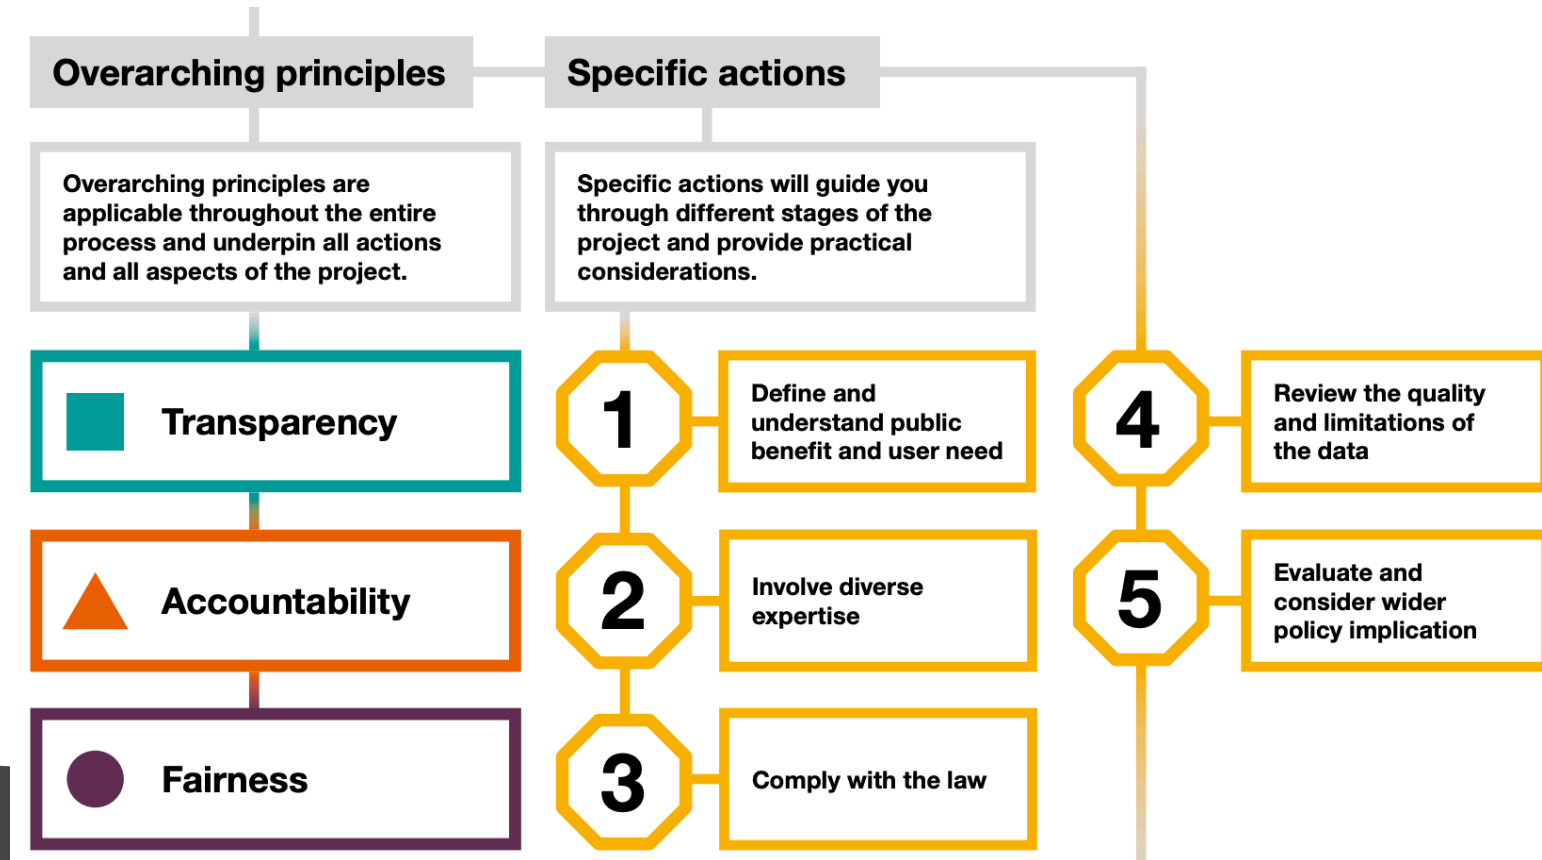 Overarching principles
Specific actions
Overarching principles are
applicable throughout the entire
process and underpin all actions
and all aspects of the project.
Specific actions will guide you
through different stages of the
project and provide practical
considerations.
Transparency
Accountability
Fairness
1
Define and
understand public
benefit and user need
2
Involve diverse
expertise
3
Comply with the law
4
Review the quality
and limitations of
the data
5
Evaluate and
consider wider
policy implication